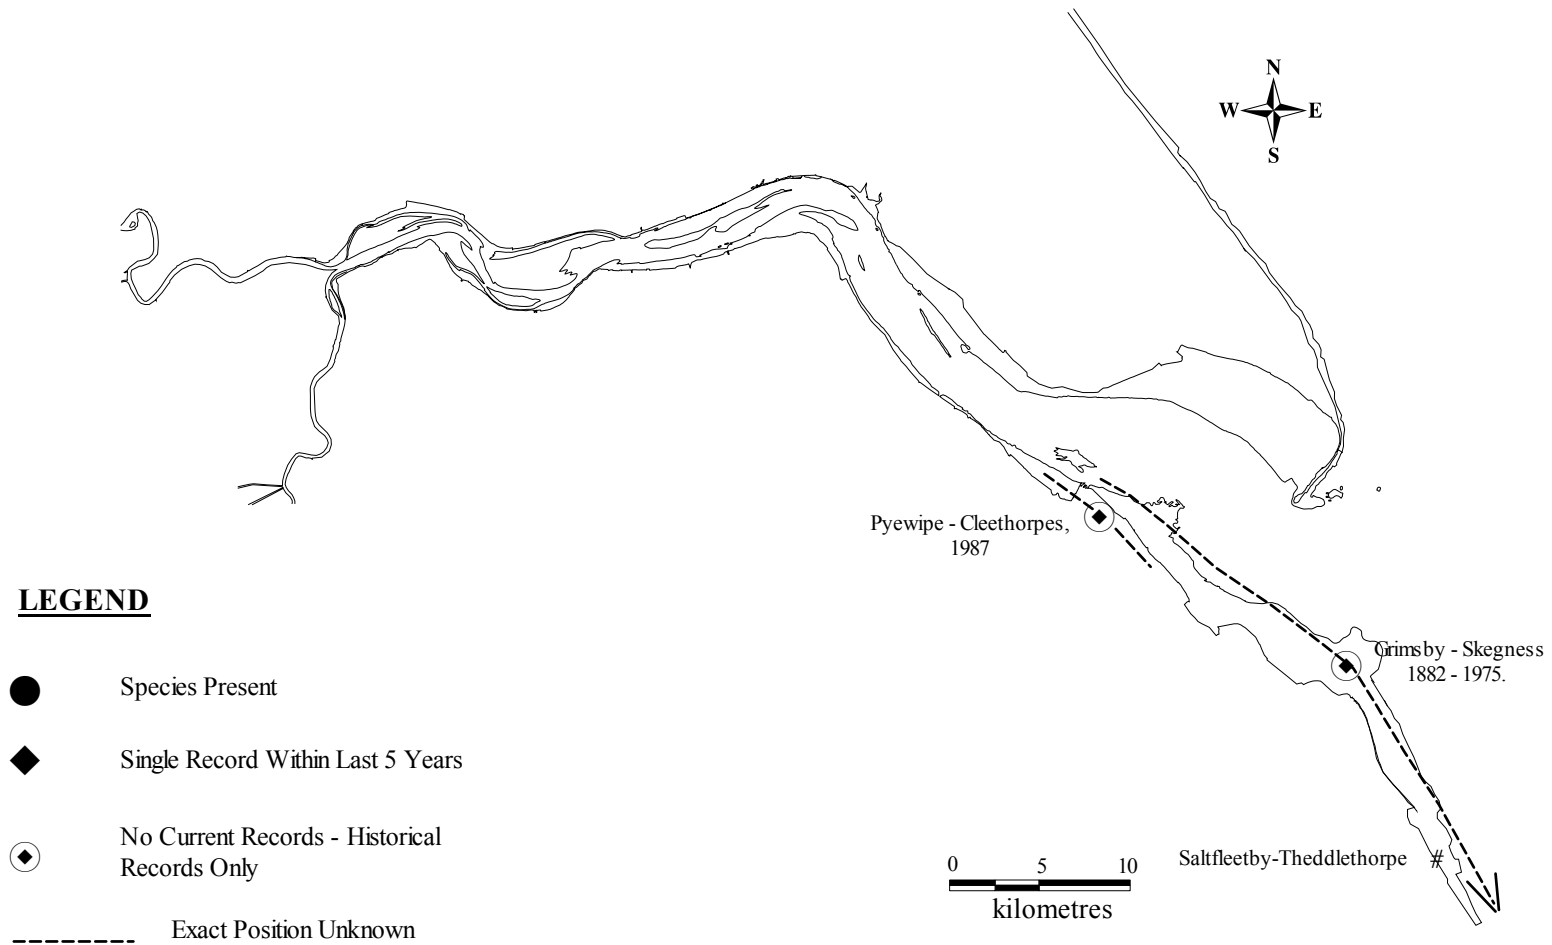 N
W E
S
Pyewipe - Cleethorpes,
1987
LEGEND
Grimsby - Skegness
1882 - 1975.
Species Present
Single Record Within Last 5 Years
No Current Records - Historical
Records Only
0 5 10
kilometres
Saltfleetby-Theddlethorpe #
Exact Position Unknown